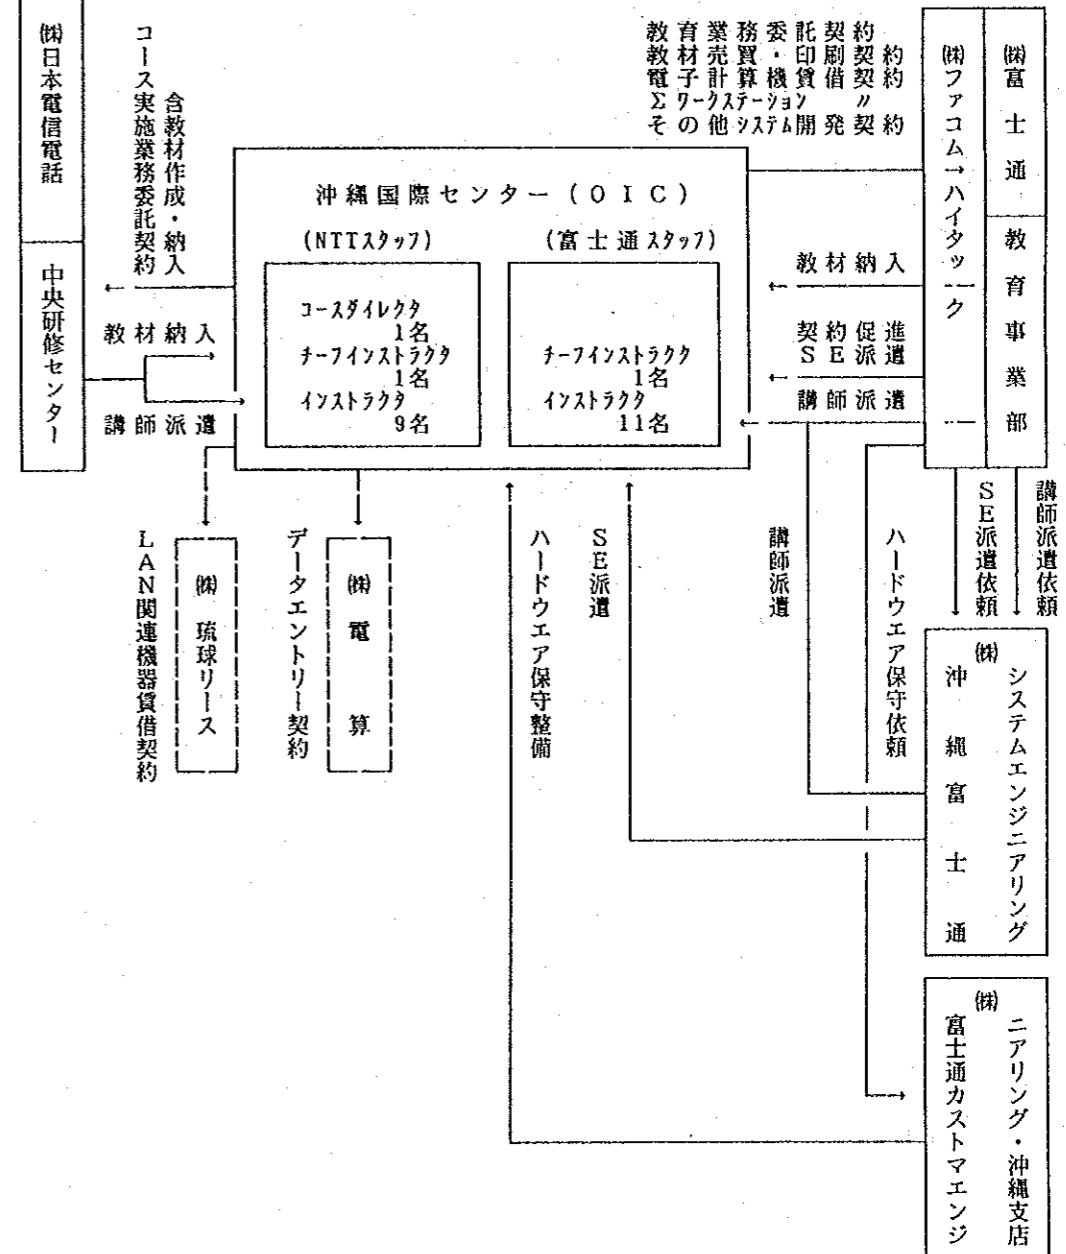 ㈱日本電信電話
中央研修センター
コース実施業務委託契約
含教材作成・納入
教材納入
講師派遣
教育業務委託契約
教材売買・印刷契約
電子計算機賃借契約
Σワークステーション 〃
その他システム開発契約
沖縄国際センター(OIC)
(NTTスタッフ)
コースダイレクタ
1名
チーフインストラクタ
1名
インストラクタ
9名
(富士通スタッフ)
チーフインストラクタ
1名
インストラクタ
11名
教材納入
契約促進
SE派遣
講師派遣
㈱ファコム・ハイタック
㈱富士通
教育事業部
LAN関連機器賃借契約
㈱琉球リース
データエントリー契約
㈱電算
ハードウエア保守整備
SE派遣
講師派遣
ハードウエア保守依頼
SE派遣依頼
講師派遣依頼
㈱沖縄富士通
システムエンジニアリング
㈱富士通カストマエンジ
ニアリング・沖縄支店